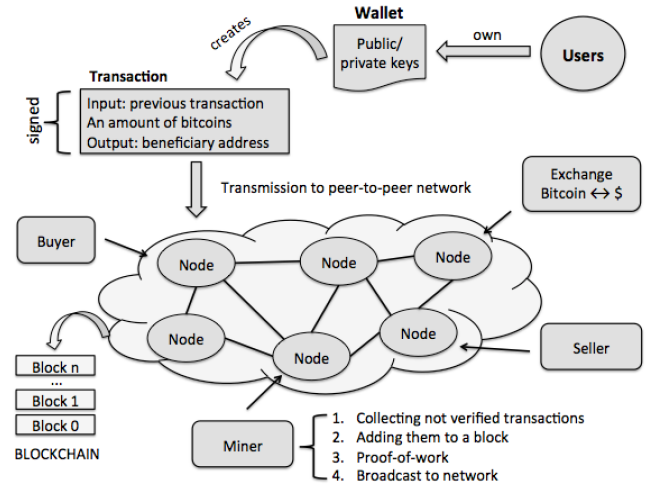 Wallet
creates
Public/
private keys
own
Users
Transaction
signed
Input: previous transaction
An amount of bitcoins
Output: beneficiary address
Transmission to peer-to-peer network
Exchange
Bitcoin ↔ $
Buyer
Node
Node
Node
Node
Node
Node
Seller
Block n
...
Block 1
Block 0
BLOCKCHAIN
Miner
1. Collecting not verified transactions
2. Adding them to a block
3. Proof-of-work
4. Broadcast to network